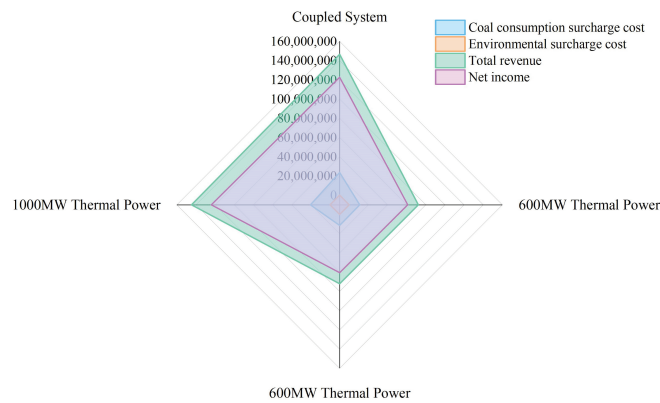 Coupled System
Coal consumption surcharge cost
Environmental surcharge cost
Total revenue
Net income
160,000,000
140,000,000
120,000,000
100,000,000
80,000,000
60,000,000
40,000,000
20,000,000
0
1000MW Thermal Power
600MW Thermal Power
600MW Thermal Power